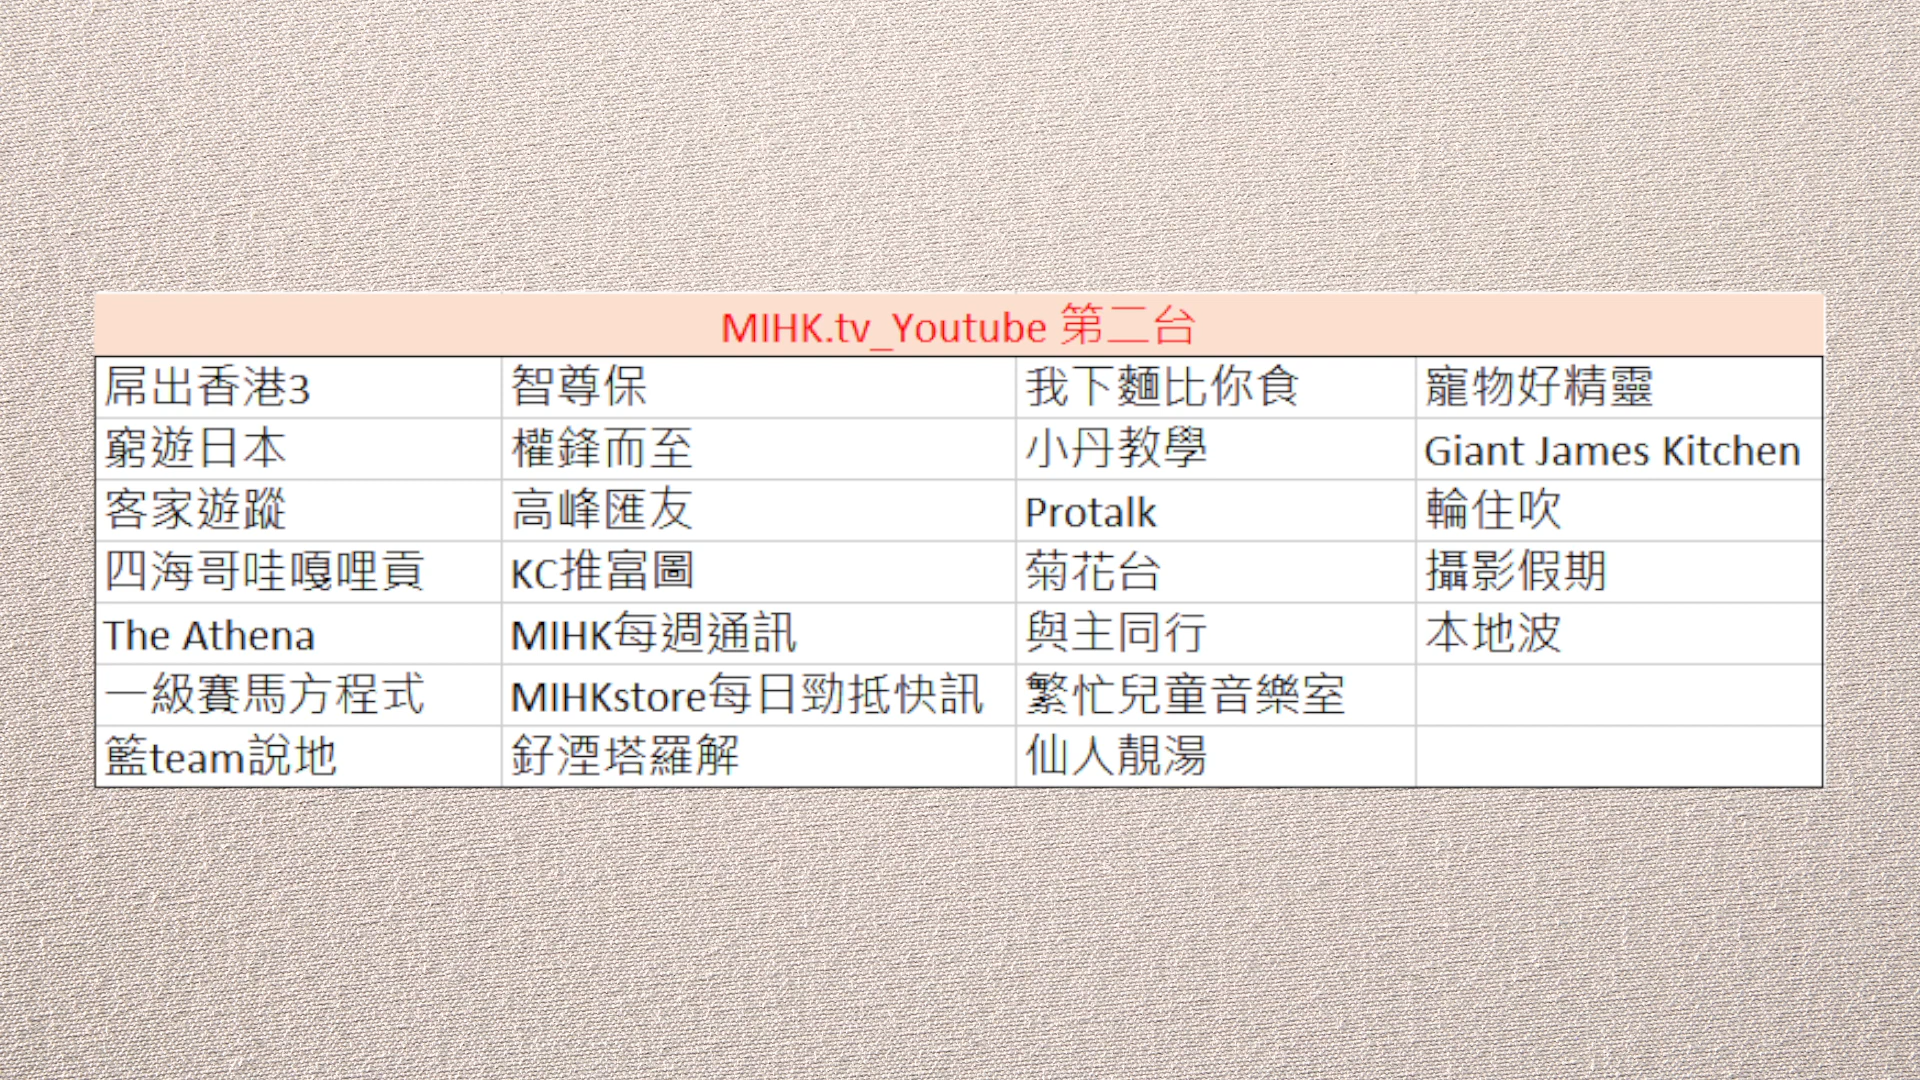 MIHK.tv_Youtube 第二台
屌出香港3 智尊保 我下麵比你食 寵物好精靈
窮遊日本 權鋒而至 小丹教學 Giant James Kitchen
客家遊蹤 高峰匯友 Protalk 輪住吹
四海哥哇嘎哩貢 KC推富圖 菊花台 攝影假期
The Athena MIHK每週通訊 與主同行 本地波
一級賽馬方程式 MIHKstore每日勁抵快訊 繁忙兒童音樂室
籃team說地 釨湮塔羅解 仙人靚湯